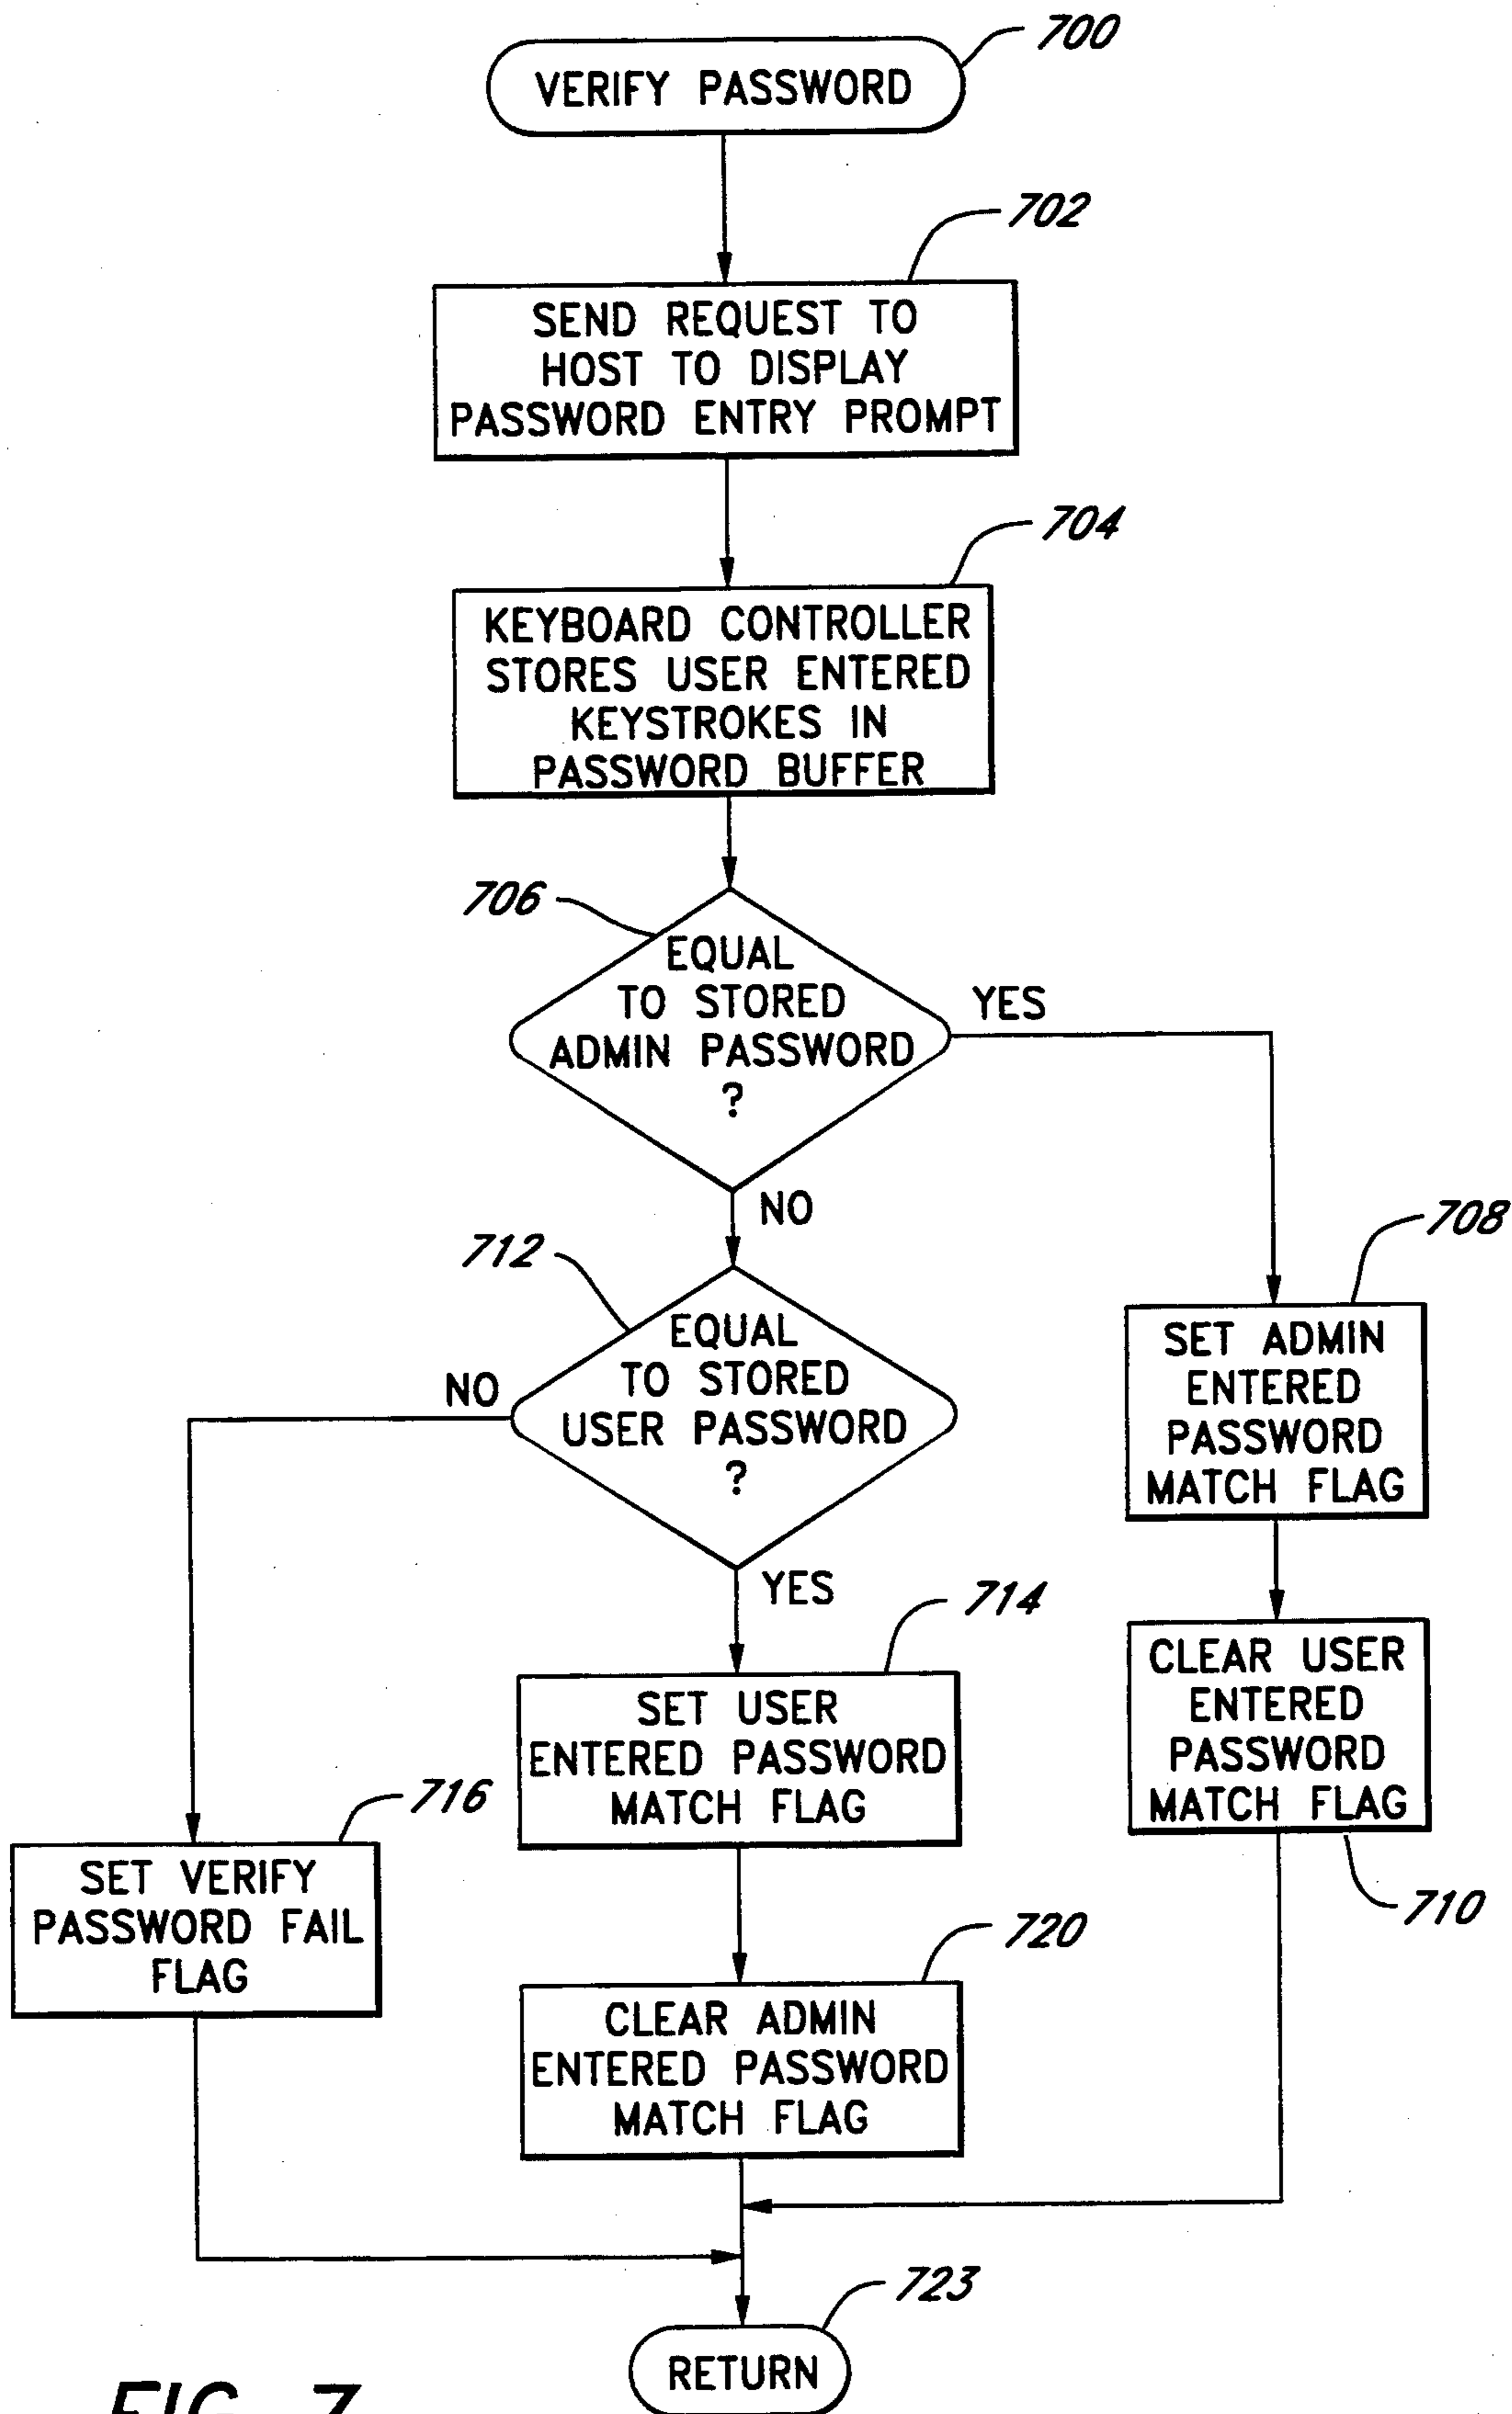 700
VERIFY PASSWORD
702
SEND REQUEST TO
HOST TO DISPLAY
PASSWORD ENTRY PROMPT
704
KEYBOARD CONTROLLER
STORES USER ENTERED
KEYSTROKES IN
PASSWORD BUFFER
706
EQUAL
TO STORED
ADMIN PASSWORD
?
YES
NO
708
SET ADMIN
ENTERED
PASSWORD
MATCH FLAG
712
EQUAL
TO STORED
USER PASSWORD
?
NO
YES
714
SET USER
ENTERED PASSWORD
MATCH FLAG
CLEAR USER
ENTERED
PASSWORD
MATCH FLAG
710
716
SET VERIFY
PASSWORD FAIL
FLAG
720
CLEAR ADMIN
ENTERED PASSWORD
MATCH FLAG
723
RETURN
FIG. 7